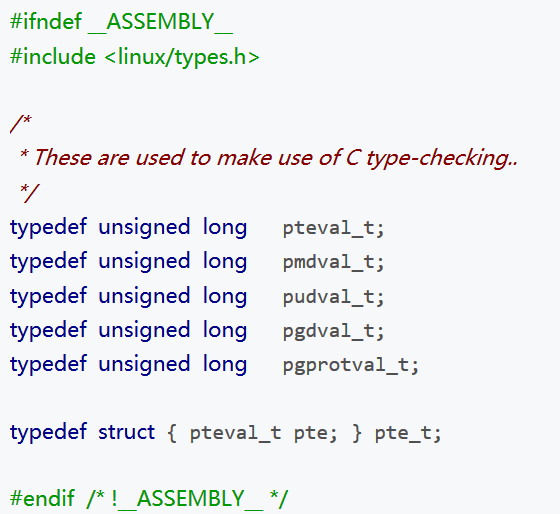 #ifndef __ASSEMBLY__
#include <linux/types.h>
/*
* These are used to make use of C type-checking..
*/
typedef unsigned long pteval_t;
typedef unsigned long pmdval_t;
typedef unsigned long pudval_t;
typedef unsigned long pgdval_t;
typedef unsigned long pgprotval_t;
typedef struct { pteval_t pte; } pte_t;
#endif /* !__ASSEMBLY__ */